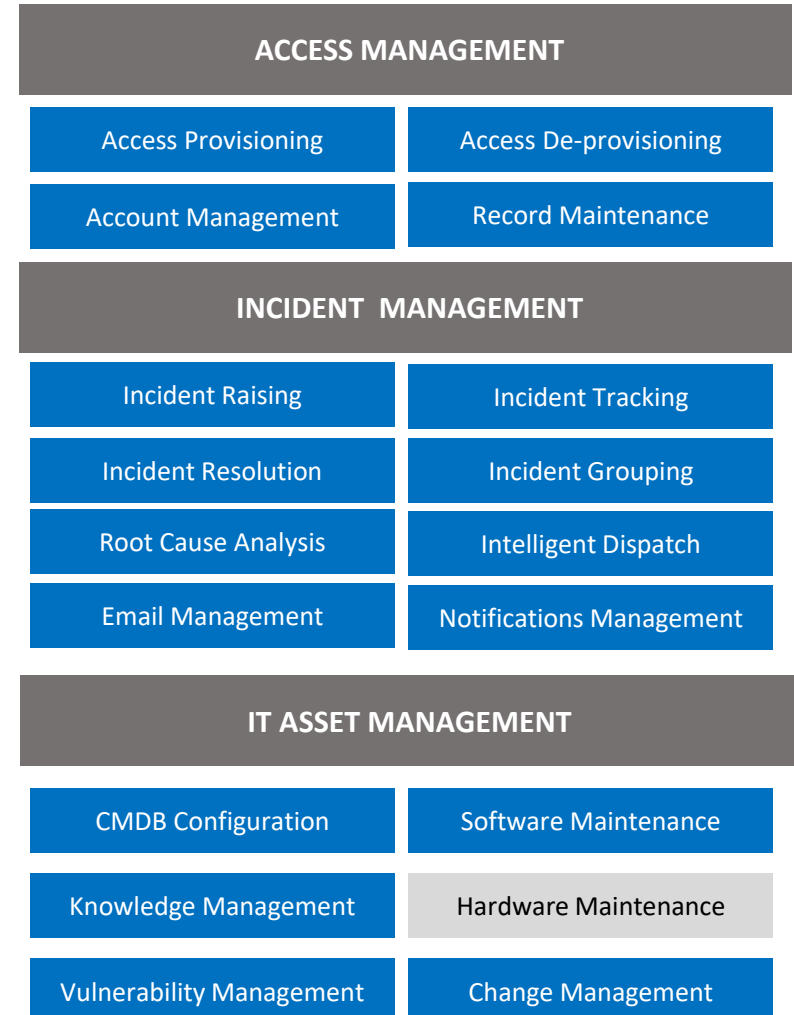 ACCESS MANAGEMENT
Access Provisioning
Access De-provisioning
Account Management
Record Maintenance
INCIDENT MANAGEMENT
Incident Raising
Incident Tracking
Incident Resolution
Incident Grouping
Root Cause Analysis
Intelligent Dispatch
Email Management
Notifications Management
IT ASSET MANAGEMENT
CMDB Configuration
Software Maintenance
Knowledge Management
Hardware Maintenance
Vulnerability Management
Change Management